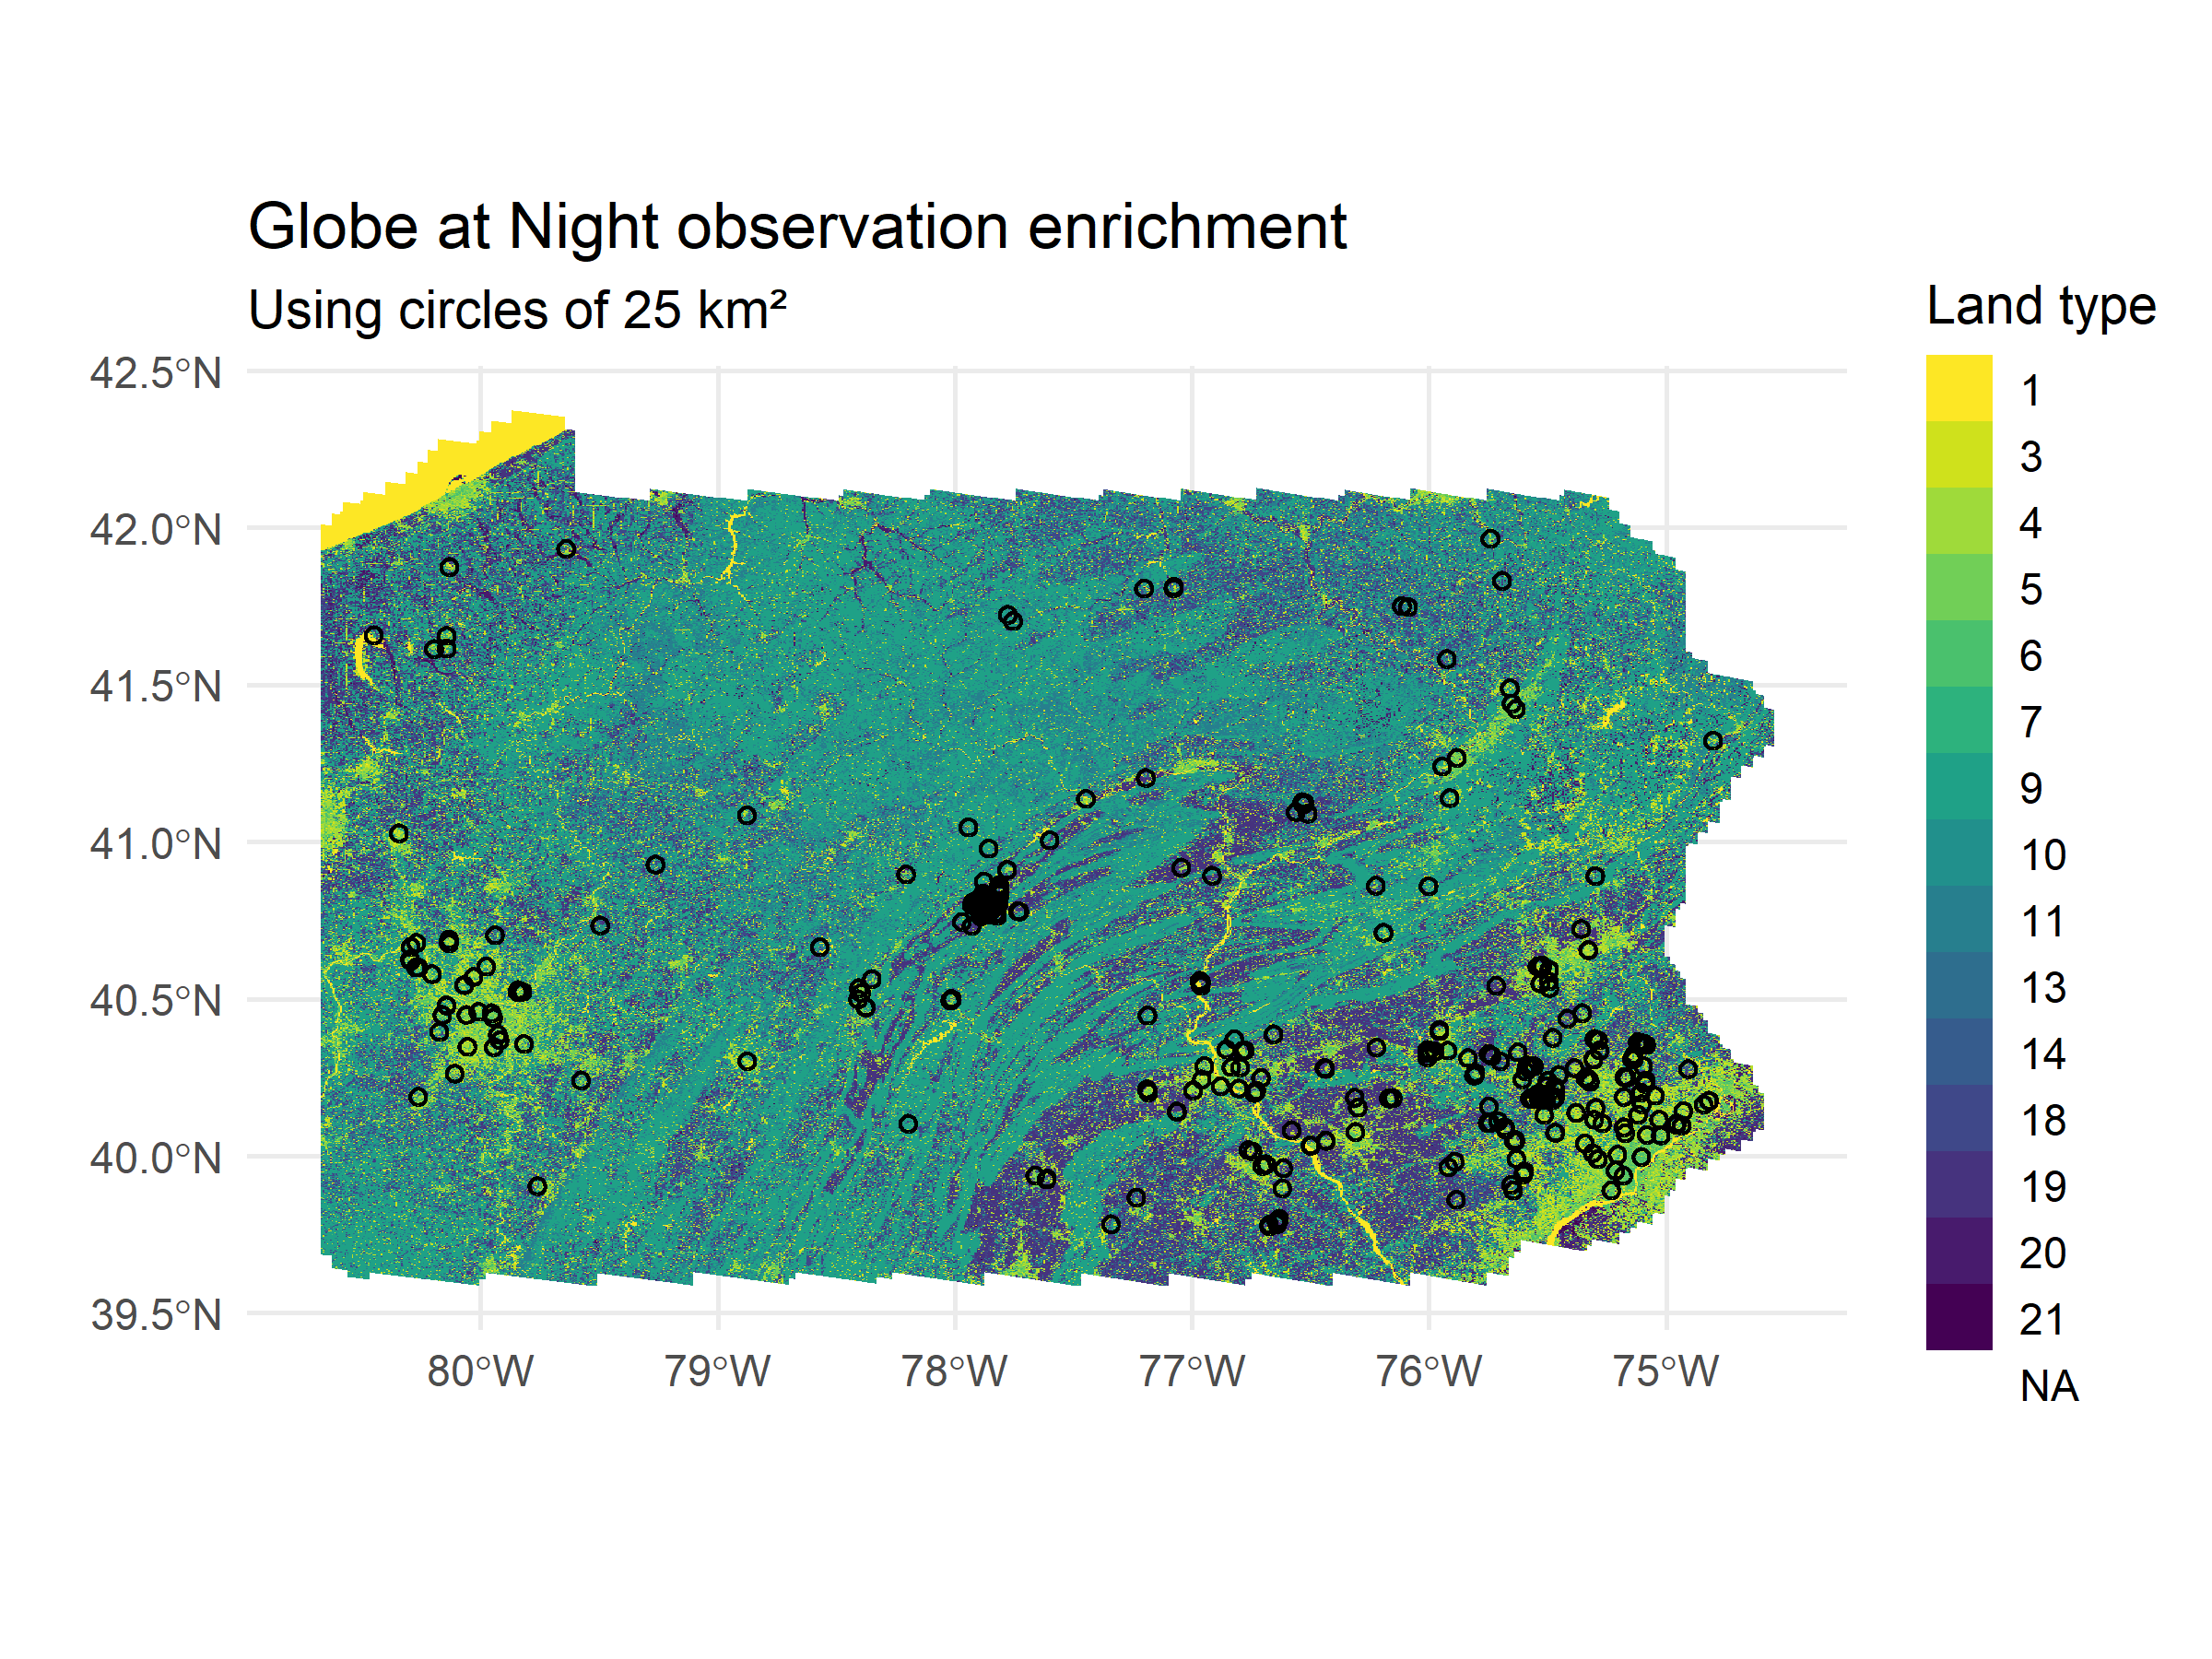 Globe at Night observation enrichment
Using circles of 25 km²
Land type
1
3
4
5
6
7
9
10
11
13
14
18
19
20
21
NA
42.5°N
42.0°N
41.5°N
41.0°N
40.5°N
40.0°N
39.5°N
80°W 79°W 78°W 77°W 76°W 75°W